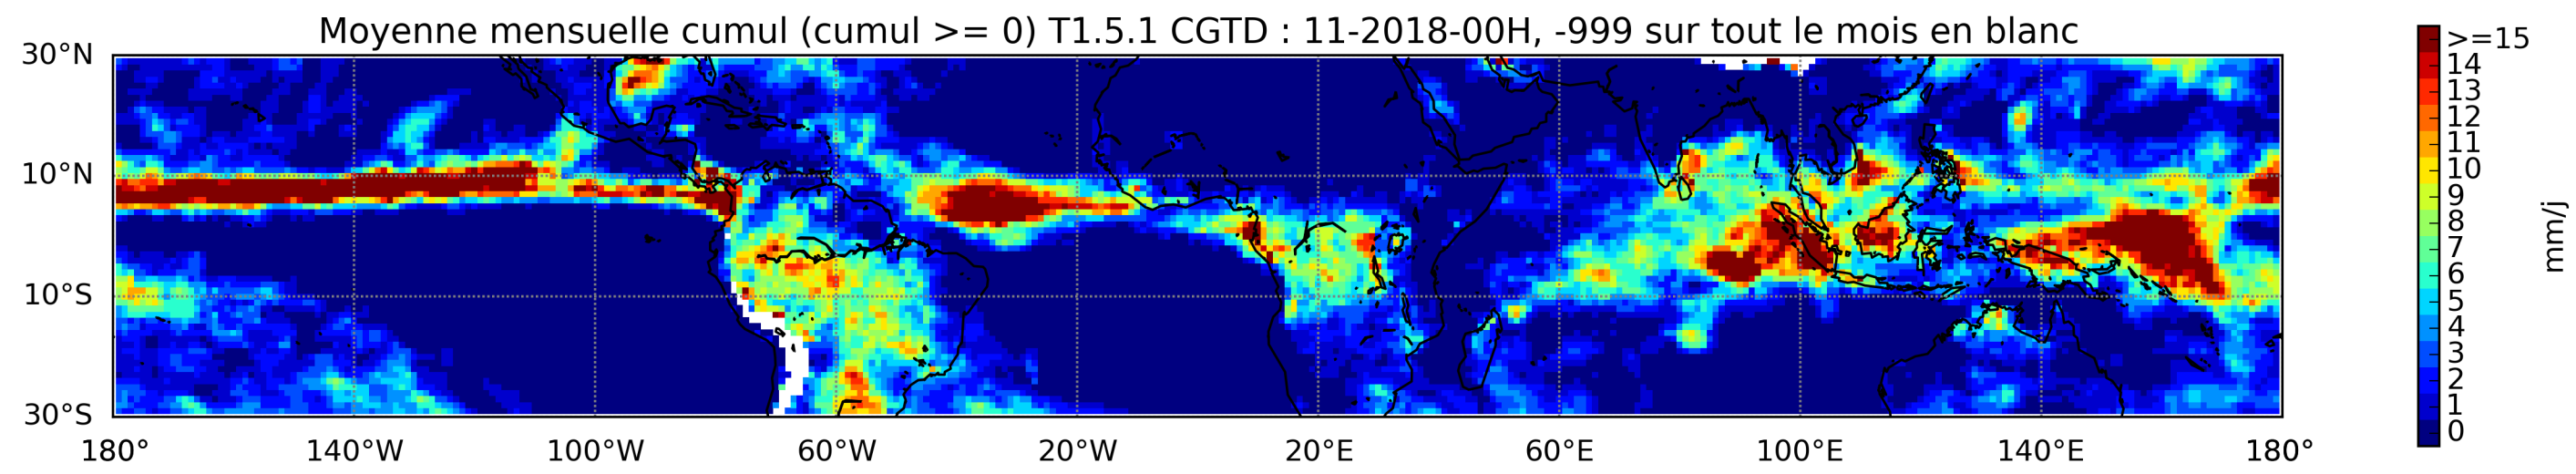 Moyenne mensuelle cumul (cumul >= 0) T1.5.1 CGTD : 11-2018-00H, -999 sur tout le mois en blanc
30°N
10°N
10°S
30°S
180°
140°W
100°W
60°W
20°W
20°E
60°E
100°E
140°E
180°
>=15
14
13
12
11
10
9
8
7
6
5
4
3
2
1
0
mm/j